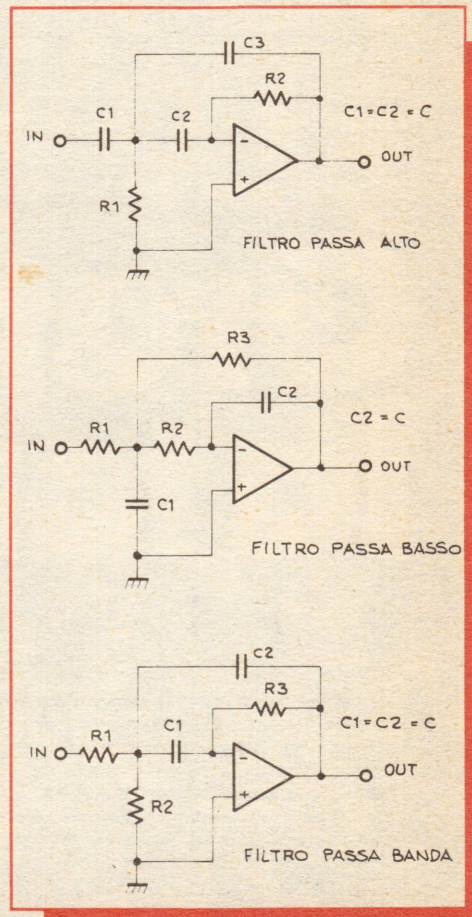 C3
R2
C1 C2 C1=C2=C
IN - OUT
+
R1
FILTRO PASSA ALTO
R3
C2
C2=C
R1 R2
IN - OUT
+
C1
FILTRO PASSA BASSO
C2
R3
R1 C1 C1=C2=C
IN - OUT
+
R2
FILTRO PASSA BANDA